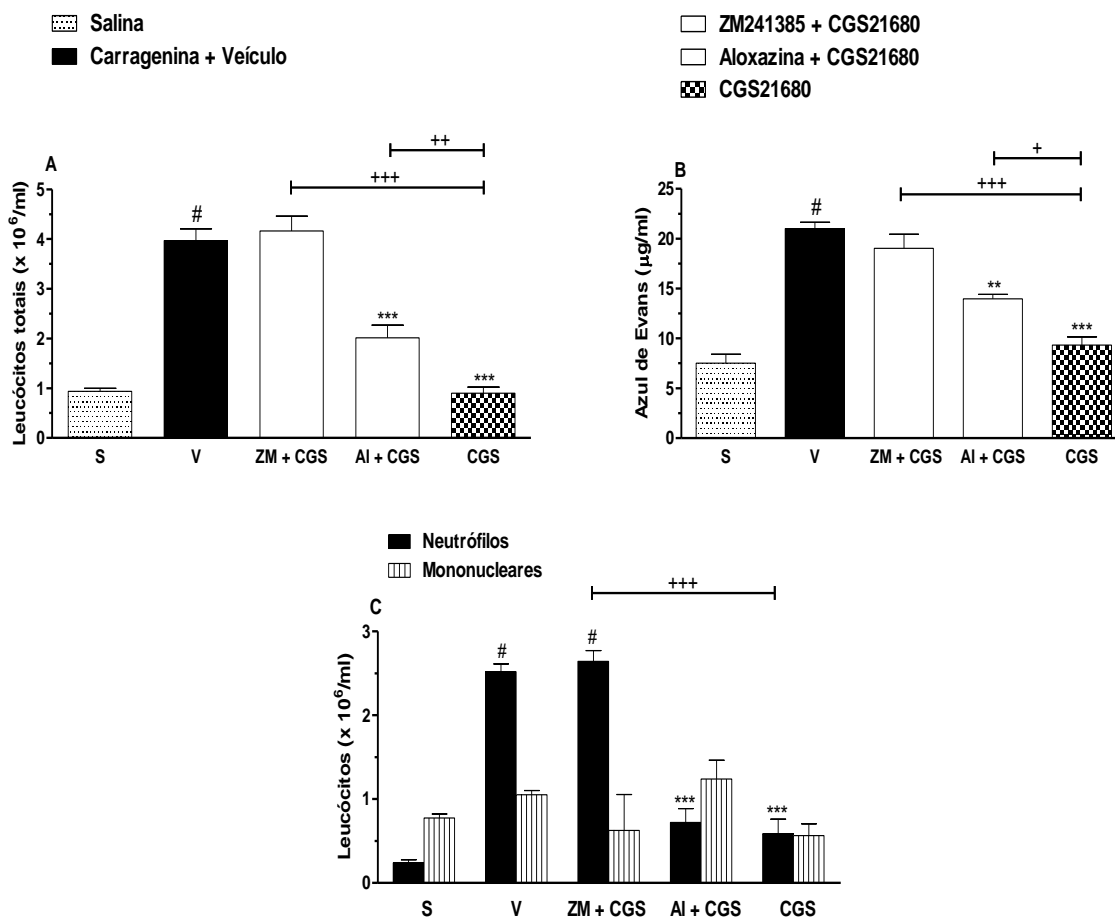 Salina
Carragenina + Veículo
ZM241385 + CGS21680
Aloxazina + CGS21680
CGS21680
A
++
+++
#
***
***
Leucócitos totais (x 10⁶/ml)
5
4
3
2
1
0
S V ZM + CGS Al + CGS CGS
B
+
+++
#
**
***
Azul de Evans (µg/ml)
25
20
15
10
5
0
S V ZM + CGS Al + CGS CGS
Neutrófilos
Mononucleares
C
+++
# #
*** ***
Leucócitos (x 10⁶/ml)
3
2
1
0
S V ZM + CGS Al + CGS CGS